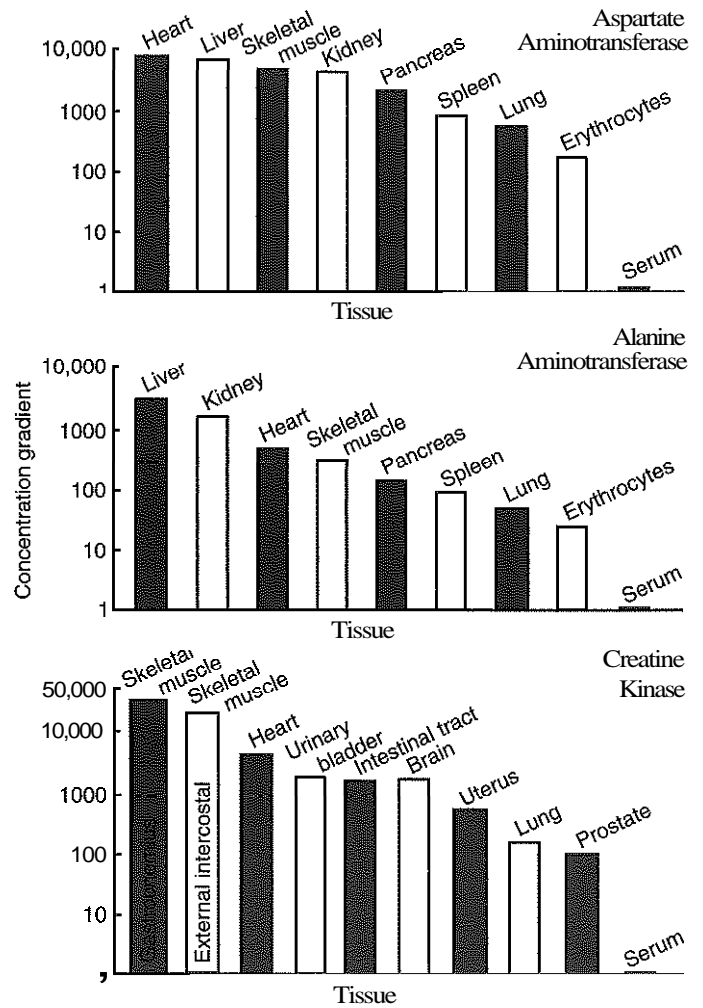 Aspartate
Aminotransferase
Heart
Liver
Skeletal
muscle
Kidney
Pancreas
Spleen
Lung
Erythrocytes
Serum
10,000
1000
100
10
1
Tissue
Alanine
Aminotransferase
Concentration gradient
Liver
Kidney
Heart
Skeletal
muscle
Pancreas
Spleen
Lung
Erythrocytes
Serum
10,000
1000
100
10
1
Tissue
Creatine
Kinase
Skeletal
muscle
Skeletal
muscle
Heart
Urinary
bladder
Intestinal tract
Brain
Uterus
Lung
Prostate
Serum
50,000
10,000
1000
100
10
External intercostal
Tissue